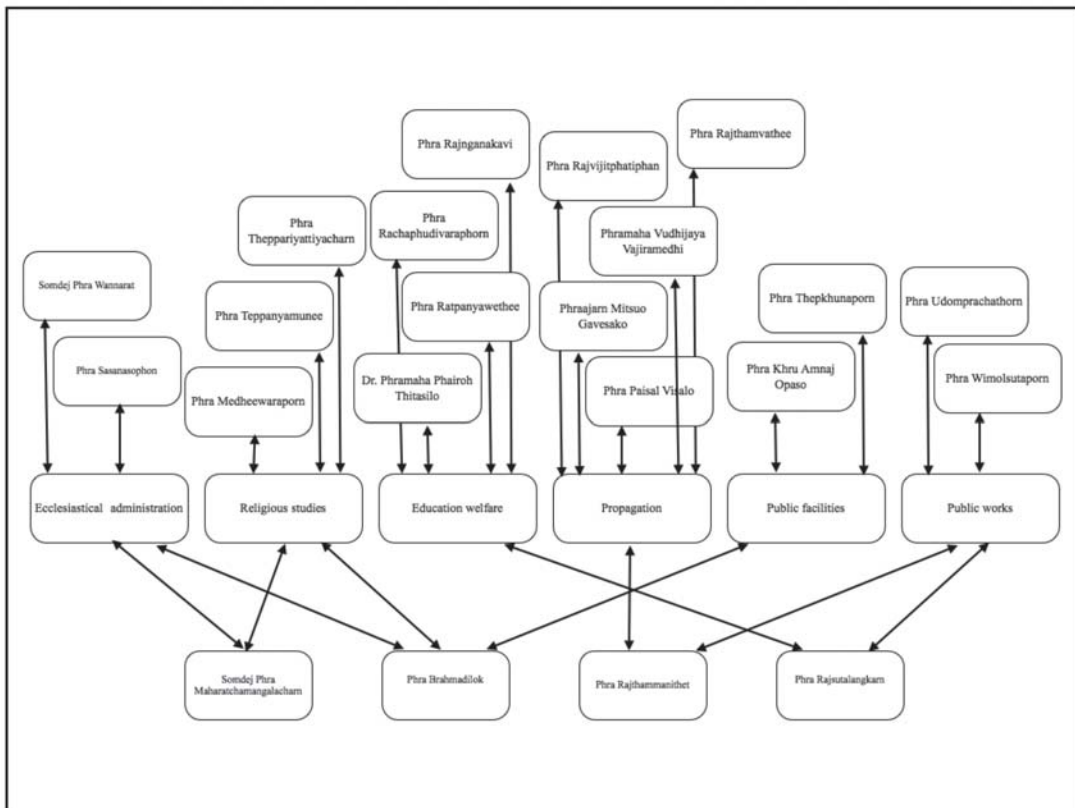 Phra Rajthamvathee
Phra Rajnganakavi
Phra Rajvijitphatiphan
Phra
Theppariyattiyacharn
Phra
Rachaphudivaraphorn
Phramaha Vudhijaya
Vajiramedhi
Somdej Phra Wannarat
Phra Teppanyamunee
Phra Ratpanyawethee
Phraajarn Mitsuo
Gavesako
Phra Thepkhunaporn
Phra Udomprachathorn
Phra Sasanasophon
Phra Medheewaraporn
Dr. Phramaha Phairoh
Thitasilo
Phra Paisal Visalo
Phra Khru Amnaj
Opaso
Phra Wimolsutaporn
Ecclesiastical administration
Religious studies
Education welfare
Propagation
Public facilities
Public works
Somdej Phra
Maharatchamangalacharn
Phra Brahmadilok
Phra Rajthammanithet
Phra Rajsutalangkarn